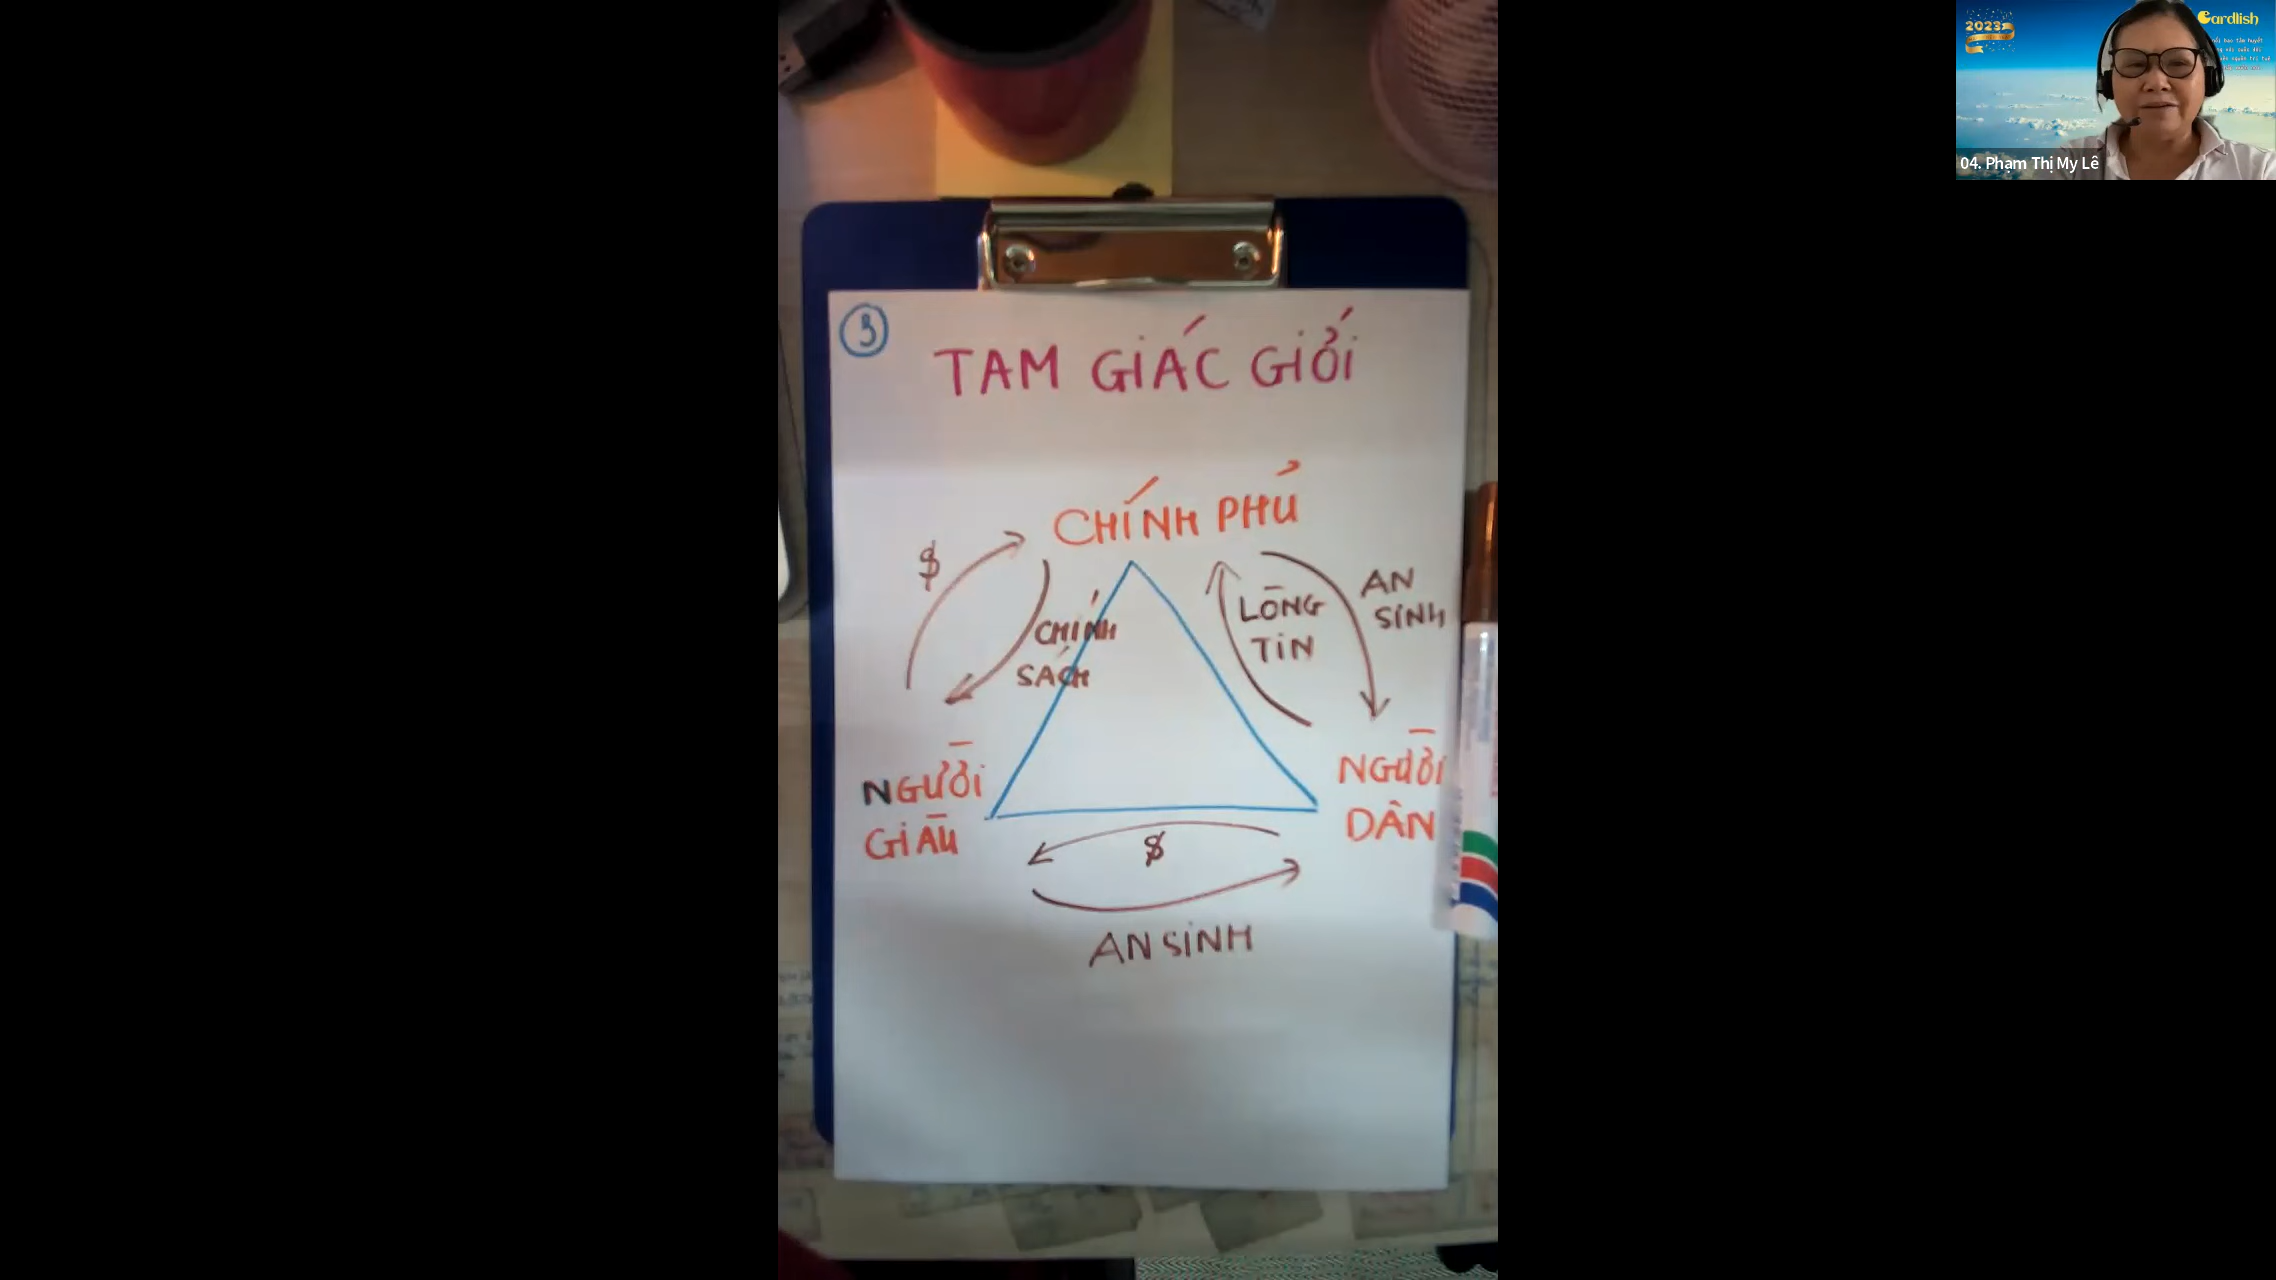 2023
Cardlish
04. Phạm Thị My Lê
3
TAM GIÁC GIỚI
CHÍNH PHỦ
$
CHÍNH
SÁCH
LÒNG
TIN
AN
SINH
NGƯỜI
GIÀU
NGƯỜI
DÂN
$
AN SINH